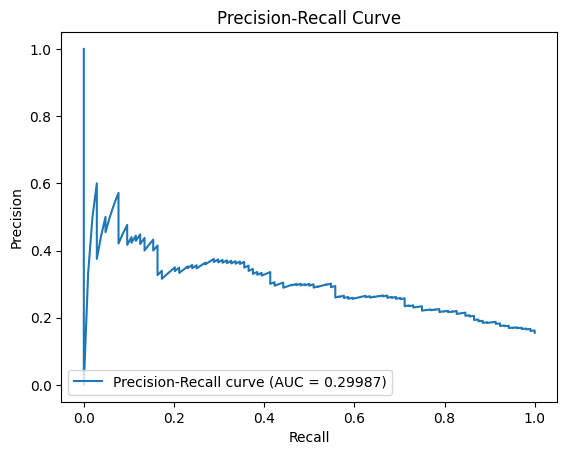 Precision-Recall Curve
1.0
0.8
0.6
0.4
0.2
0.0
Precision
Precision-Recall curve (AUC = 0.29987)
0.0 0.2 0.4 0.6 0.8 1.0
Recall